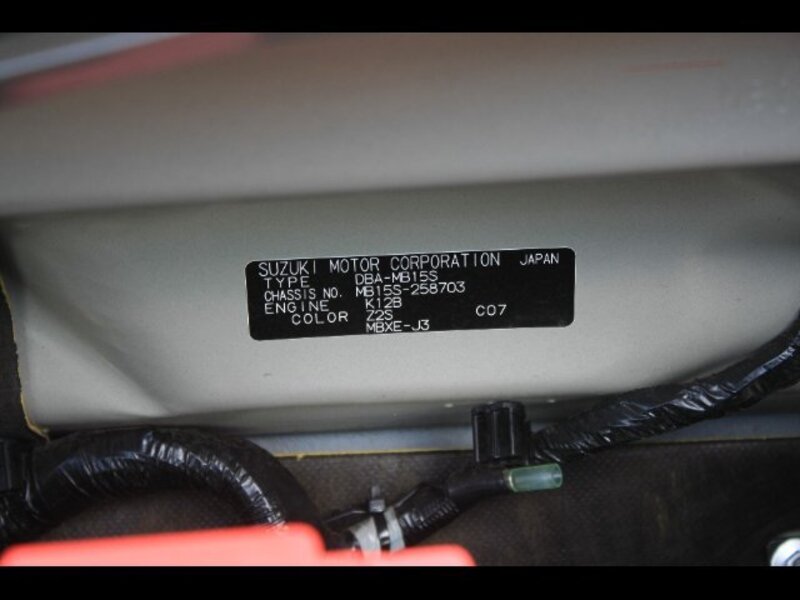 SUZUKI MOTOR CORPORATION JAPAN
TYPE DBA-MB15S
CHASSIS NO. MB15S-258703
ENGINE K12B
COLOR Z2S C07
MBXE-J3